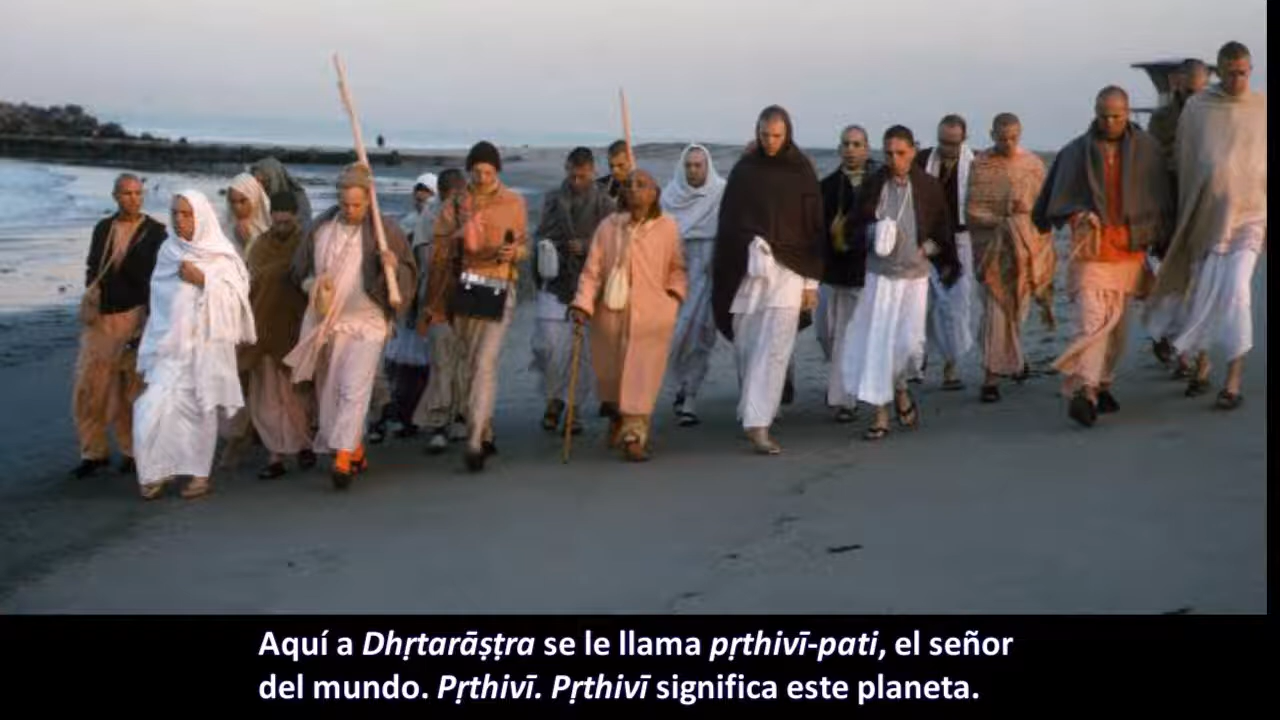 Aquí a Dhṛtarāṣṭra se le llama pṛthivī-pati, el señor
del mundo. Pṛthivī. Pṛthivī significa este planeta.